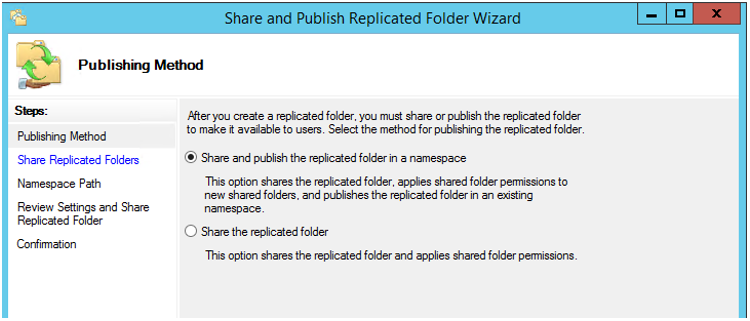 Share and Publish Replicated Folder Wizard
Publishing Method
Steps:
Publishing Method
Share Replicated Folders
Namespace Path
Review Settings and Share
Replicated Folder
Confirmation
After you create a replicated folder, you must share or publish the replicated folder
to make it available to users. Select the method for publishing the replicated folder.
Share and publish the replicated folder in a namespace
This option shares the replicated folder, applies shared folder permissions to
new shared folders, and publishes the replicated folder in an existing
namespace.
Share the replicated folder
This option shares the replicated folder and applies shared folder permissions.